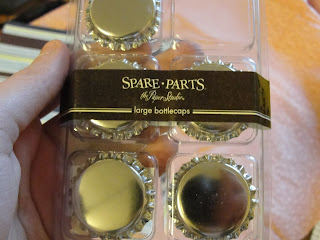 SPARE·PARTS
the Paper Studio
large bottlecaps